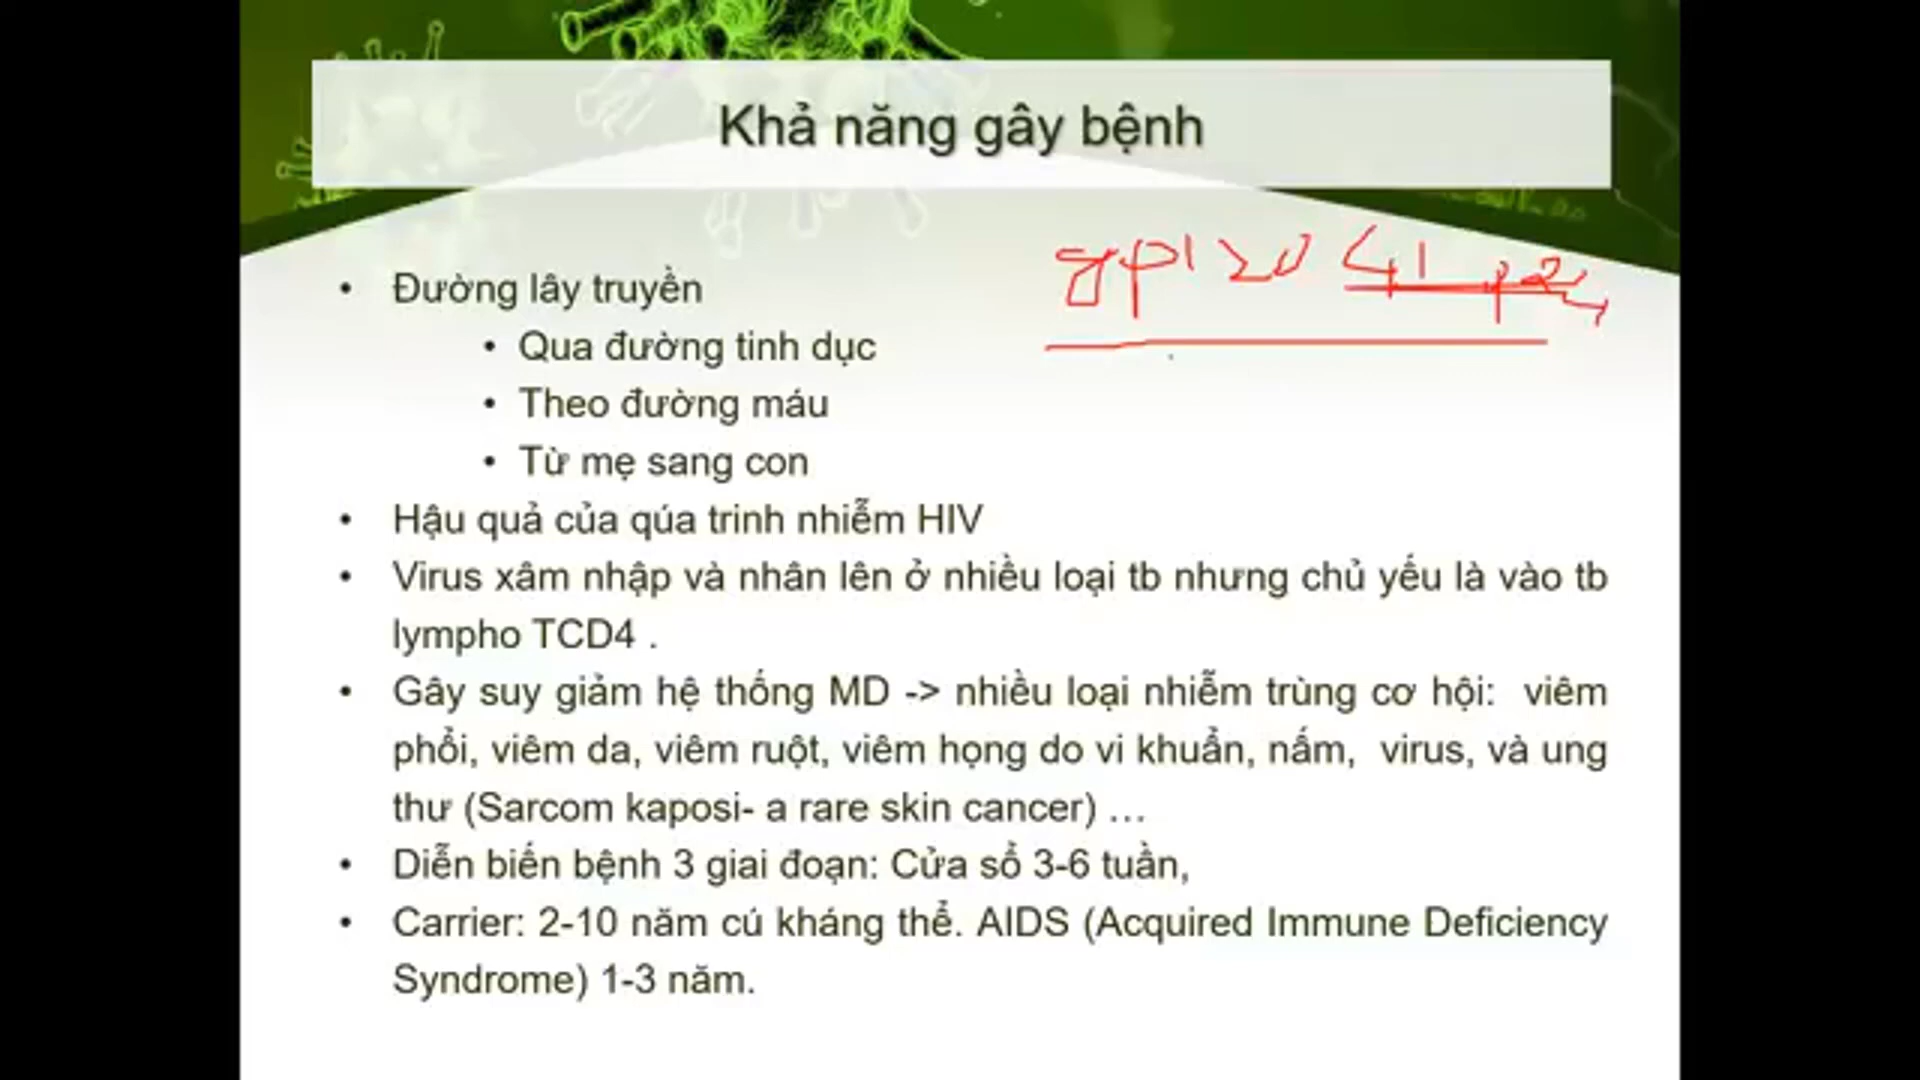 Khả năng gây bệnh
gp120 41 p24
• Đường lây truyền
• Qua đường tinh dục
• Theo đường máu
• Từ mẹ sang con
• Hậu quả của qúa trinh nhiễm HIV
• Virus xâm nhập và nhân lên ở nhiều loại tb nhưng chủ yếu là vào tb
lympho TCD4 .
• Gây suy giảm hệ thống MD -> nhiều loại nhiễm trùng cơ hội: viêm
phổi, viêm da, viêm ruột, viêm họng do vi khuẩn, nấm, virus, và ung
thư (Sarcom kaposi- a rare skin cancer) ...
• Diễn biến bệnh 3 giai đoạn: Cửa sổ 3-6 tuần,
• Carrier: 2-10 năm cú kháng thể. AIDS (Acquired Immune Deficiency
Syndrome) 1-3 năm.